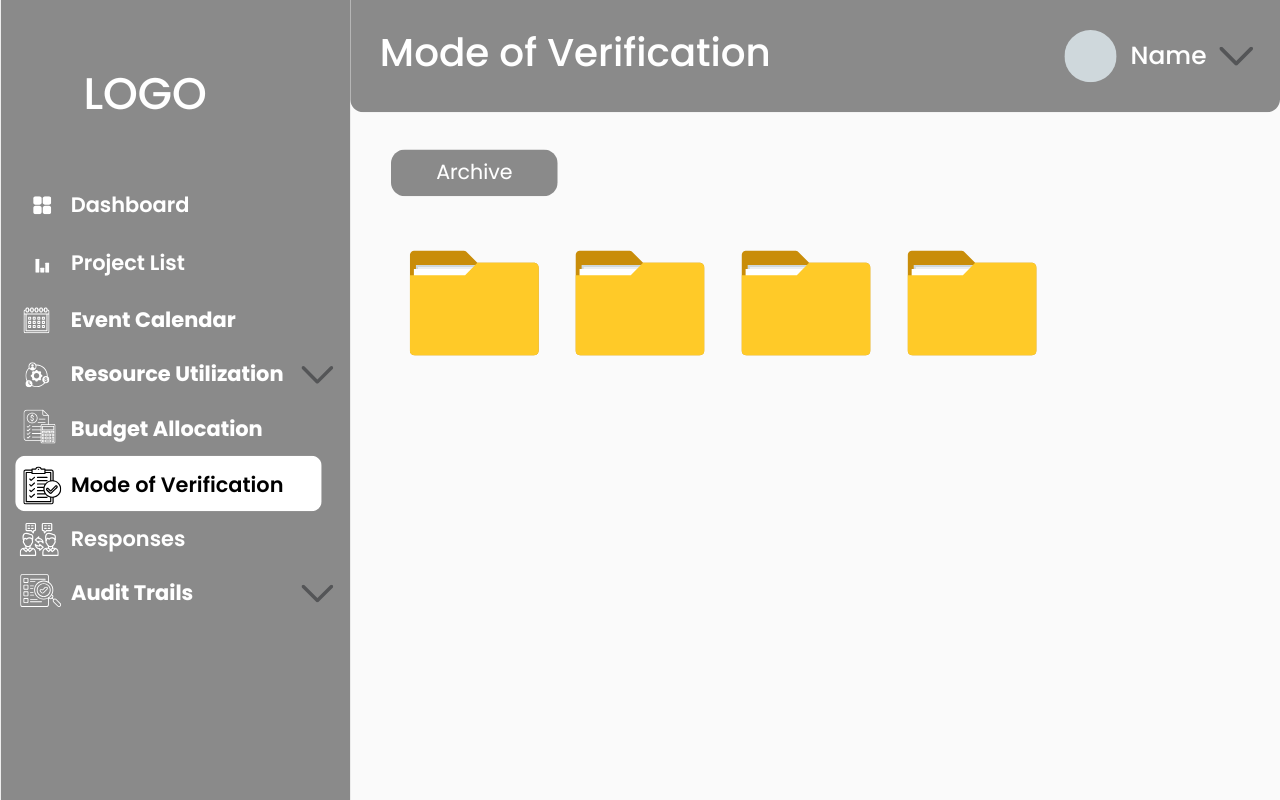 LOGO
Dashboard
Project List
Event Calendar
Resource Utilization
Budget Allocation
Mode of Verification
Responses
Audit Trails
Mode of Verification
Name
Archive